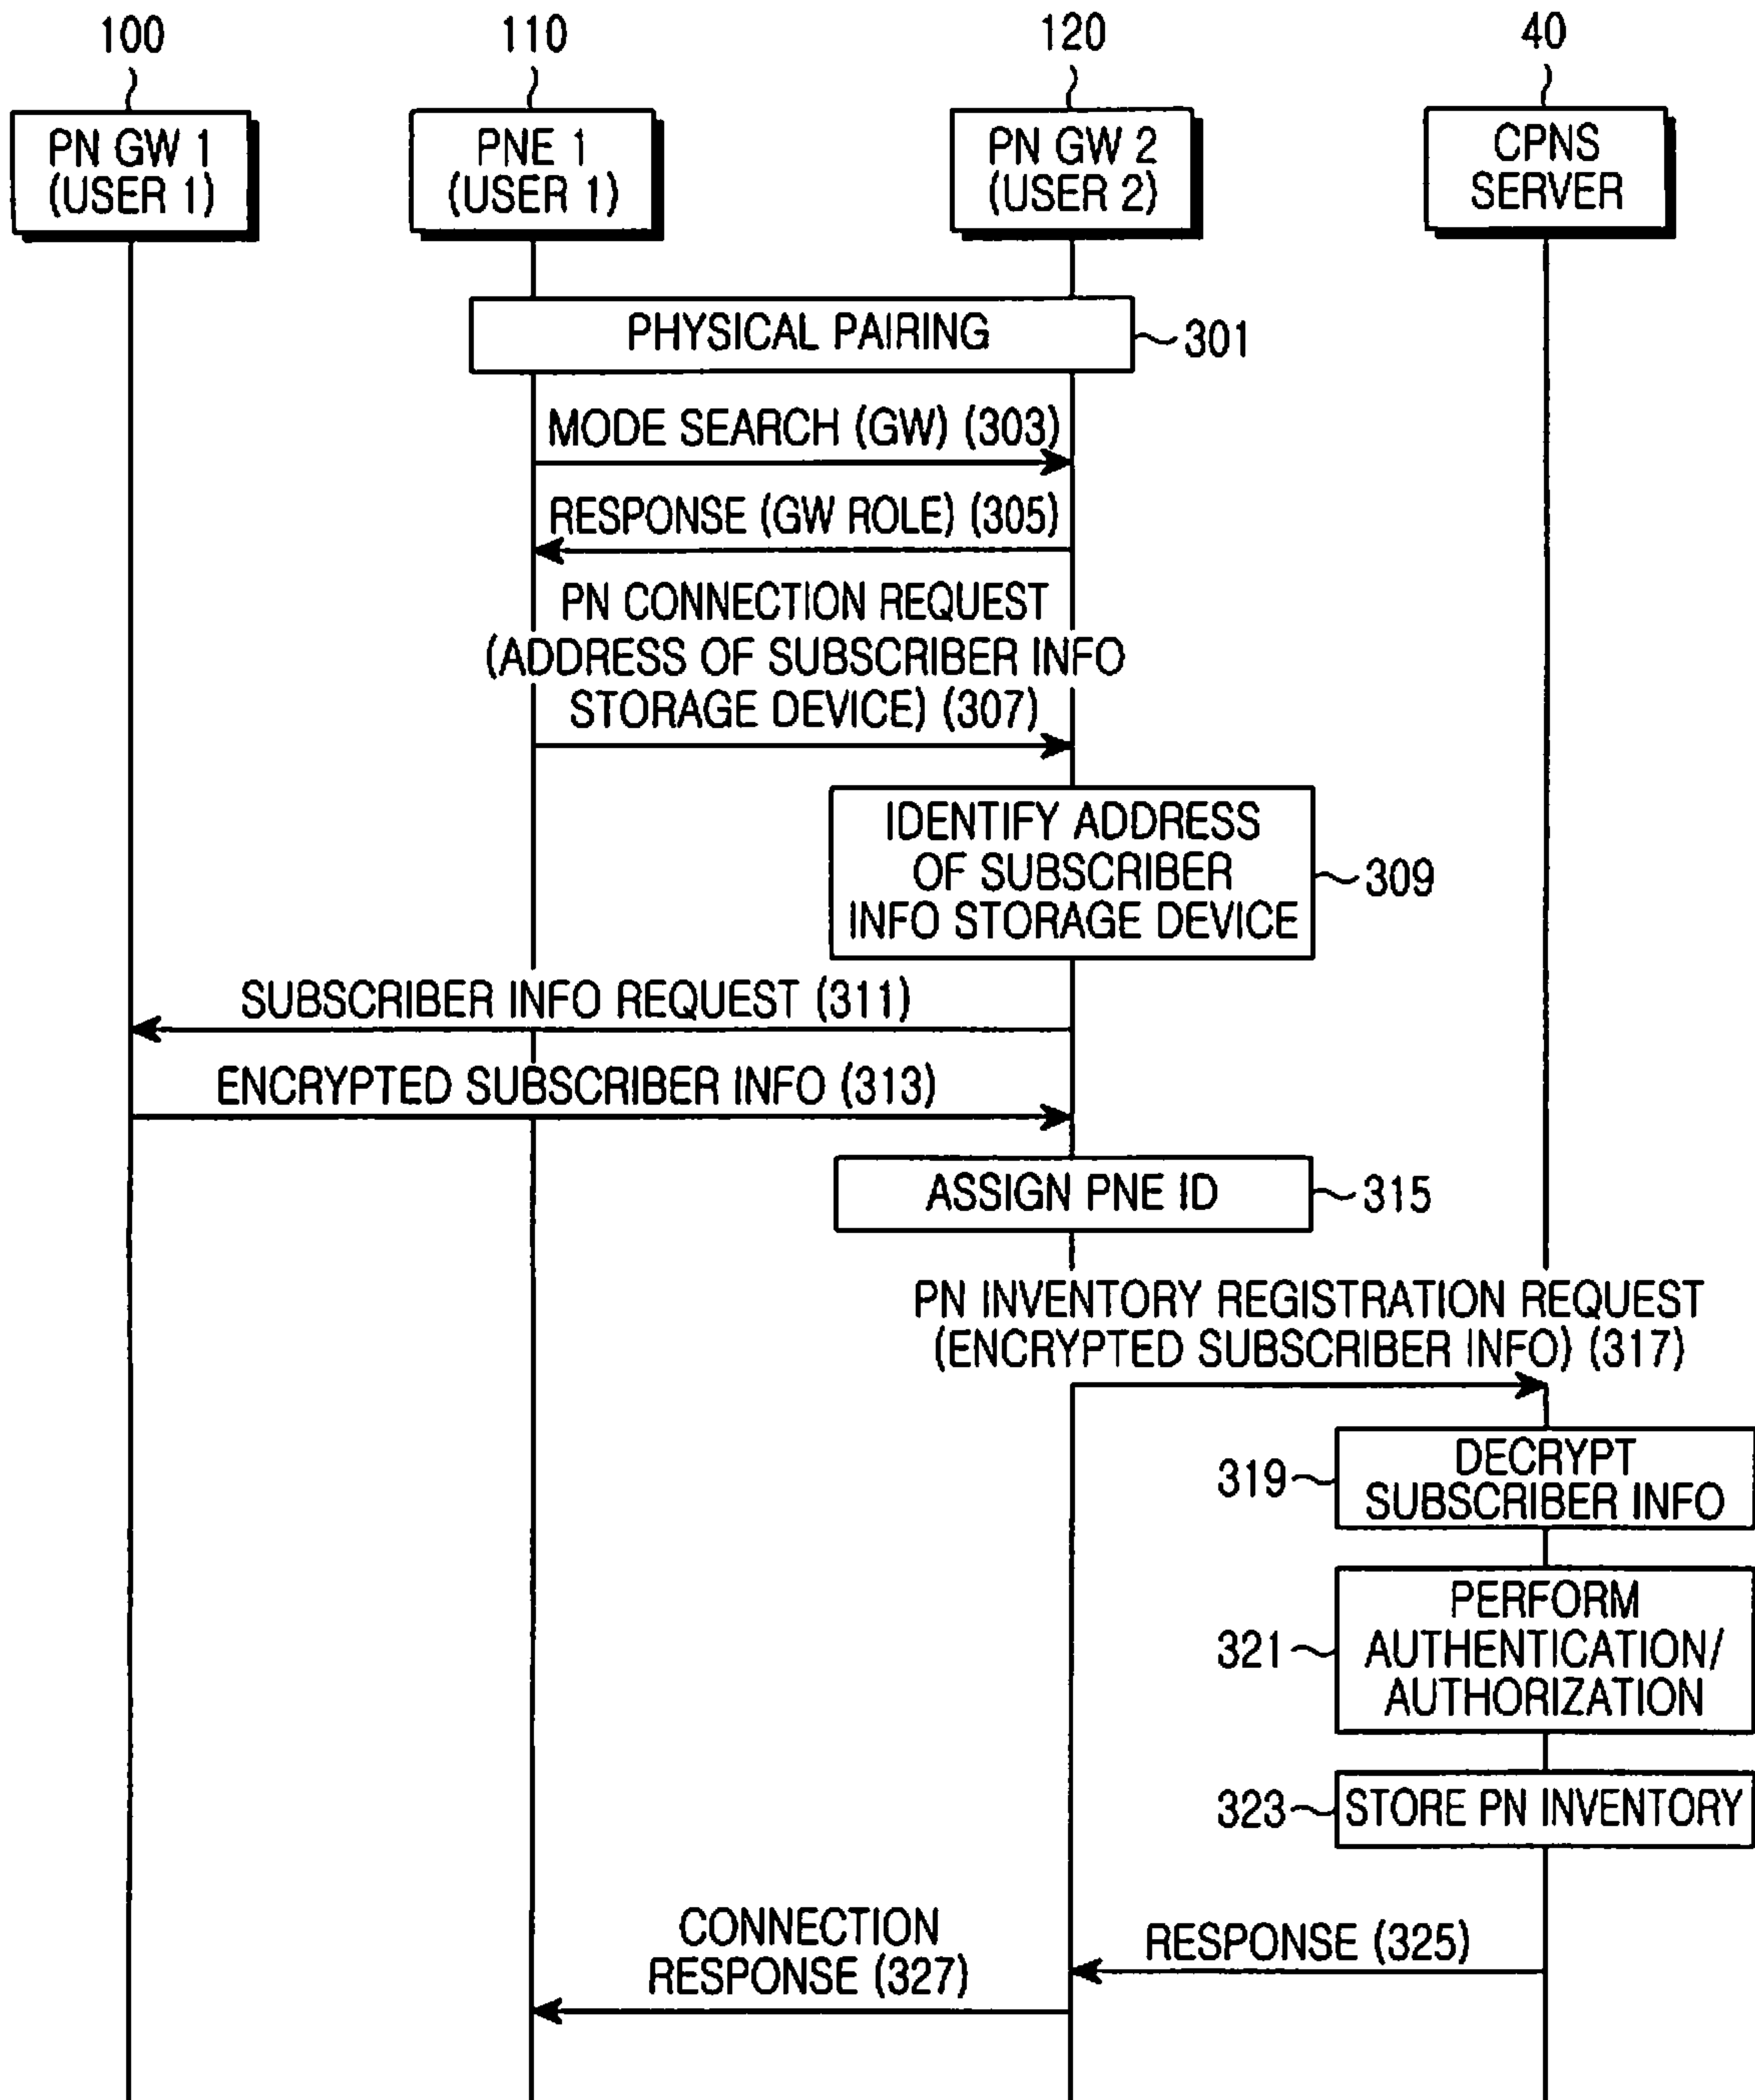 100
110
120
40
PN GW 1
(USER 1)
PNE 1
(USER 1)
PN GW 2
(USER 2)
CPNS
SERVER
PHYSICAL PAIRING
301
MODE SEARCH (GW) (303)
RESPONSE (GW ROLE) (305)
PN CONNECTION REQUEST
(ADDRESS OF SUBSCRIBER INFO
STORAGE DEVICE) (307)
IDENTIFY ADDRESS
OF SUBSCRIBER
INFO STORAGE DEVICE
309
SUBSCRIBER INFO REQUEST (311)
ENCRYPTED SUBSCRIBER INFO (313)
ASSIGN PNE ID
315
PN INVENTORY REGISTRATION REQUEST
(ENCRYPTED SUBSCRIBER INFO) (317)
319
DECRYPT
SUBSCRIBER INFO
321
PERFORM
AUTHENTICATION/
AUTHORIZATION
323
STORE PN INVENTORY
RESPONSE (325)
CONNECTION
RESPONSE (327)